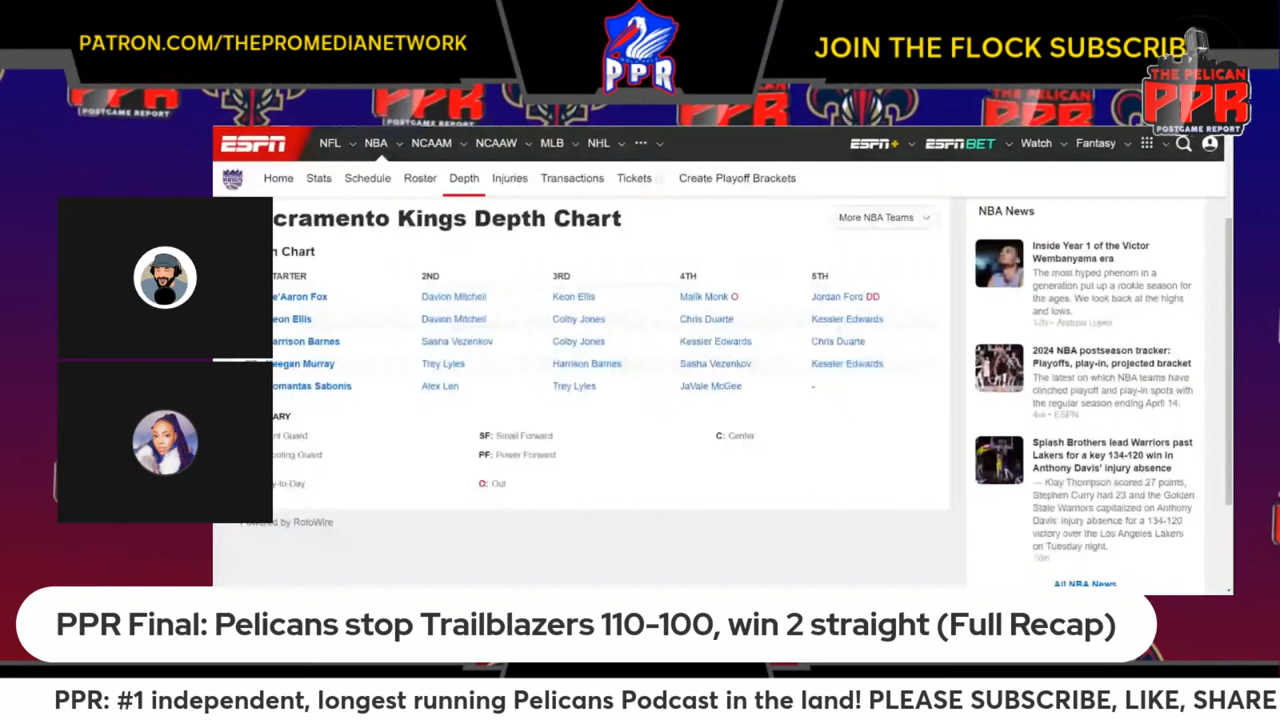 PATRON.COM/THEPROMEDIANETWORK
PPR
JOIN THE FLOCK SUBSCRIB
THE PELICAN
PPR
POSTGAME REPORT
ESPN NFL NBA NCAAM NCAAW MLB NHL ESPN+ ESPN BET Watch Fantasy
Home Stats Schedule Roster Depth Injuries Transactions Tickets Create Playoff Brackets
cramento Kings Depth Chart
More NBA Teams
h Chart
TARTER 2ND 3RD 4TH 5TH
e'Aaron Fox Davion Mitchell Keon Ellis Malik Monk O Jordan Ford DD
eon Ellis Davion Mitchell Colby Jones Chris Duarte Kessler Edwards
arrison Barnes Sasha Vezenkov Colby Jones Kessler Edwards Chris Duarte
eegan Murray Trey Lyles Harrison Barnes Sasha Vezenkov Kessler Edwards
omantas Sabonis Alex Len Trey Lyles JaVale McGee -
ARY
nt Guard SF: Small Forward C: Center
ooting Guard PF: Power Forward
y-to-Day O: Out
Powered by RotoWire
NBA News
Inside Year 1 of the Victor
Wembanyama era
The most hyped phenom in a
generation put up a rookie season for
the ages. We look back at the highs
and lows.
Andrew Lopez
2024 NBA postseason tracker:
Playoffs, play-in, projected bracket
The latest on which NBA teams have
clinched playoff and play-in spots with
the regular season ending April 14.
ESPN
Splash Brothers lead Warriors past
Lakers for a key 134-120 win in
Anthony Davis' injury absence
— Klay Thompson scored 27 points,
Stephen Curry had 23 and the Golden
State Warriors capitalized on Anthony
Davis' injury absence for a 134-120
victory over the Los Angeles Lakers
on Tuesday night.
All NBA News
PPR Final: Pelicans stop Trailblazers 110-100, win 2 straight (Full Recap)
PPR: #1 independent, longest running Pelicans Podcast in the land! PLEASE SUBSCRIBE, LIKE, SHARE